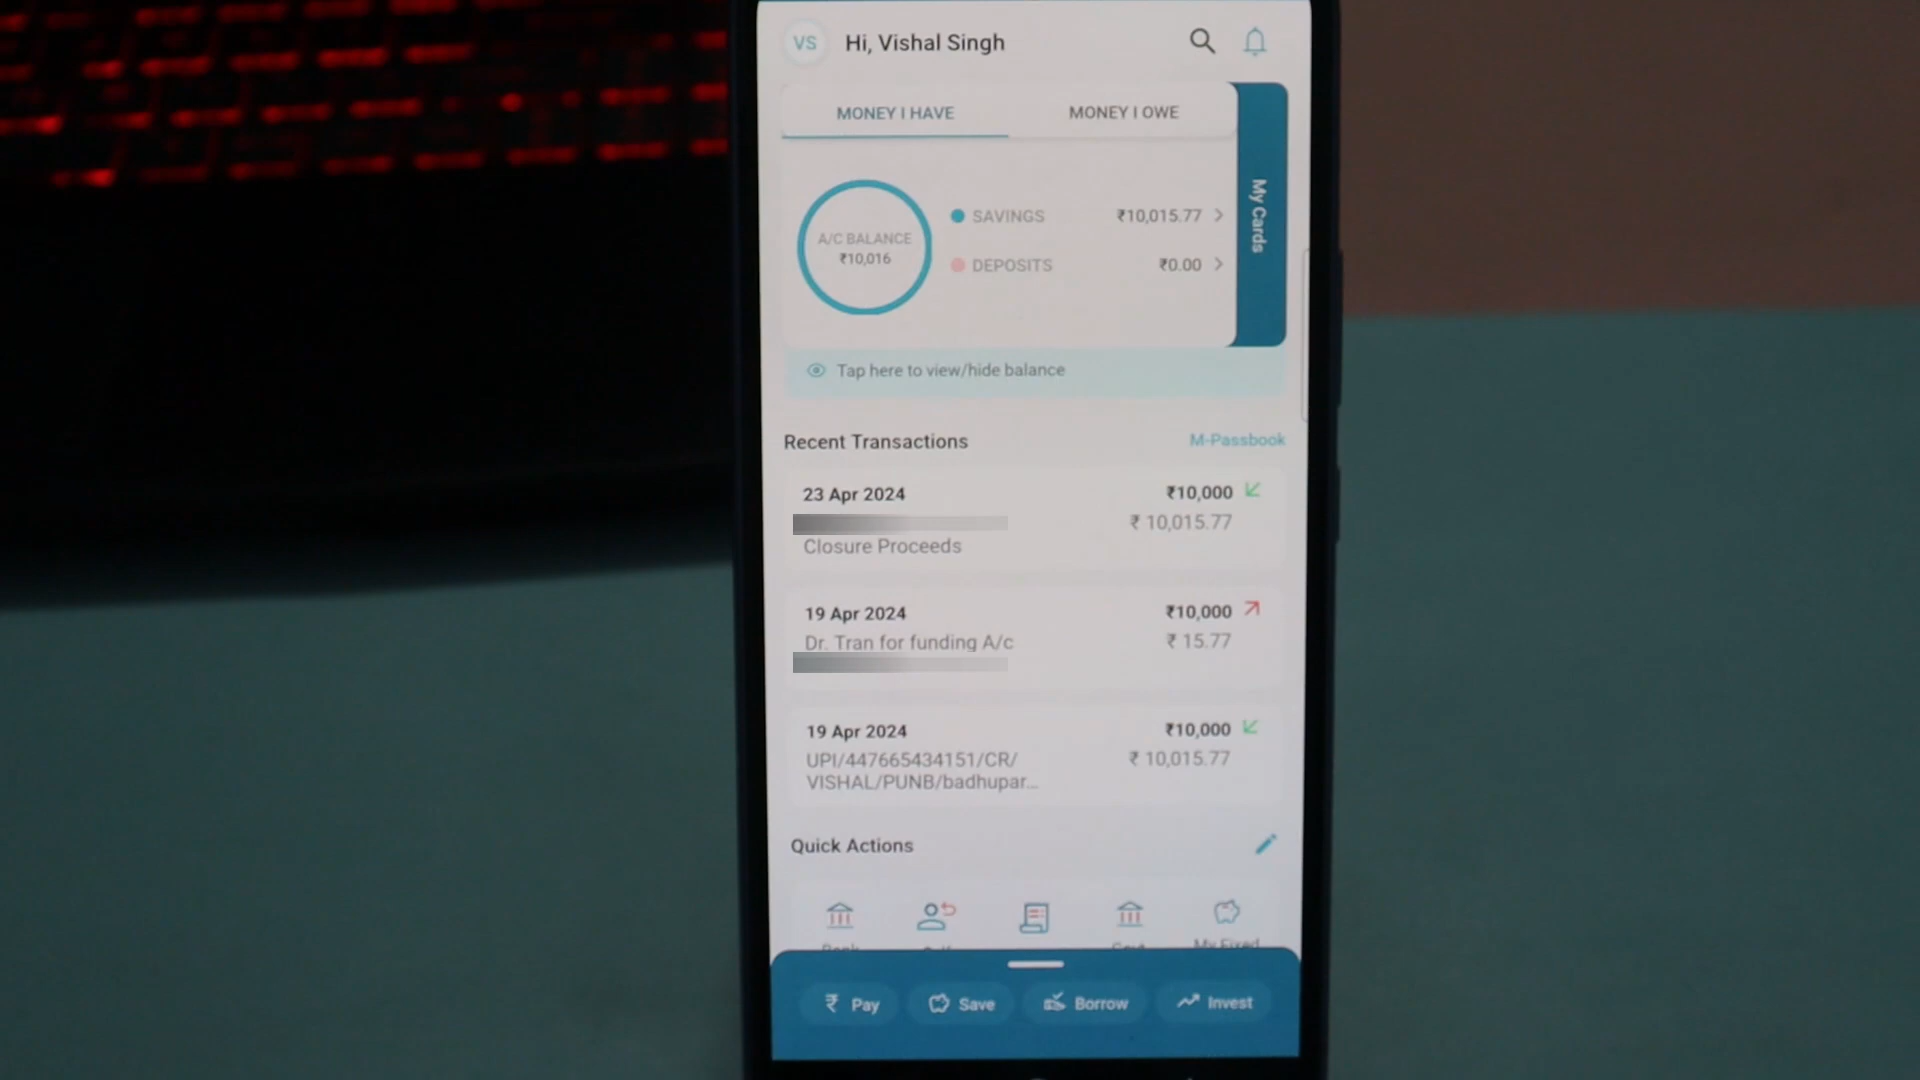 VS
Hi, Vishal Singh
MONEY I HAVE
MONEY I OWE
My Cards
A/C BALANCE
₹10,016
SAVINGS
₹10,015.77
DEPOSITS
₹0.00
Tap here to view/hide balance
Recent Transactions
M-Passbook
23 Apr 2024
₹10,000
₹ 10,015.77
Closure Proceeds
19 Apr 2024
₹10,000
Dr. Tran for funding A/c
₹ 15.77
19 Apr 2024
₹10,000
UPI/447665434151/CR/
₹ 10,015.77
VISHAL/PUNB/badhupar...
Quick Actions
My Fixed
₹ Pay
Save
Borrow
Invest